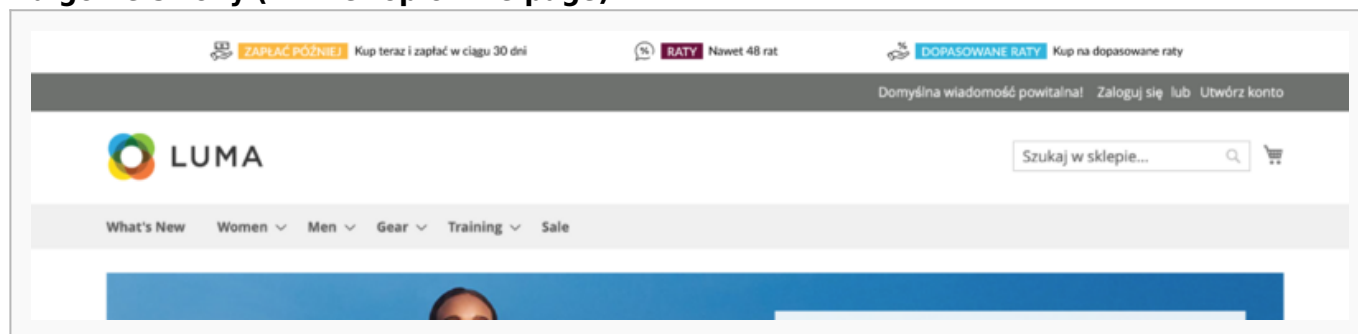 ZAPŁAĆ PÓŹNIEJ Kup teraz i zapłać w ciągu 30 dni
RATY Nawet 48 rat
DOPASOWANE RATY Kup na dopasowane raty
Domyślna wiadomość powitalna! Zaloguj się lub Utwórz konto
LUMA
Szukaj w sklepie...
What's New Women Men Gear Training Sale